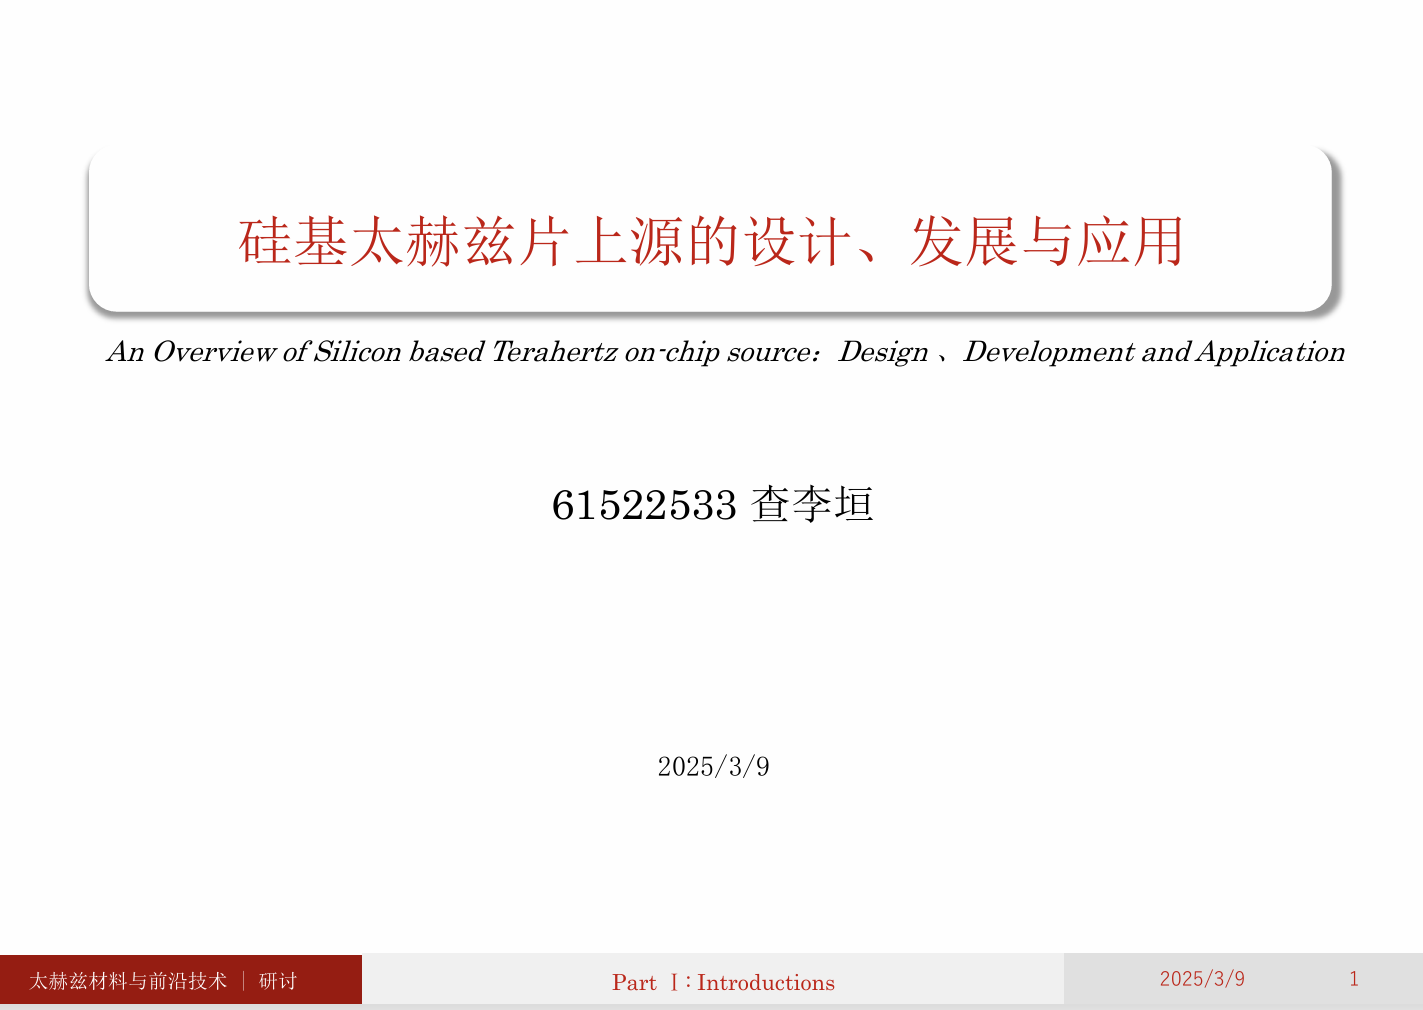 硅基太赫兹片上源的设计、发展与应用
An Overview of Silicon based Terahertz on-chip source：Design 、Development and Application
61522533 查李垣
2025/3/9
太赫兹材料与前沿技术 | 研讨
Part Ⅰ: Introductions
2025/3/9
1